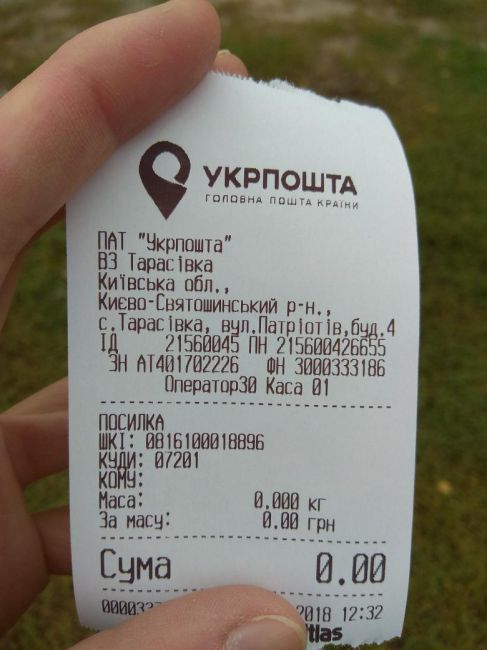 УКРПОШТА
ГОЛОВНА ПОШТА КРАЇНИ
ПАТ "Укрпошта"
ВЗ Тарасівка
Київська обл.,
Києво-Святошинський р-н.,
с.Тарасівка, вул.Патріотів,буд.4
ІД 21560045 ПН 215600426655
ЗН АТ401702226 ФН 3000333186
Оператор30 Каса 01
ПОСИЛКА
ШКІ: 0816100018896
КУДИ: 07201
КОМУ:
Маса: 0.000 кг
За масу: 0.00 грн
Сума 0.00
2018 12:32